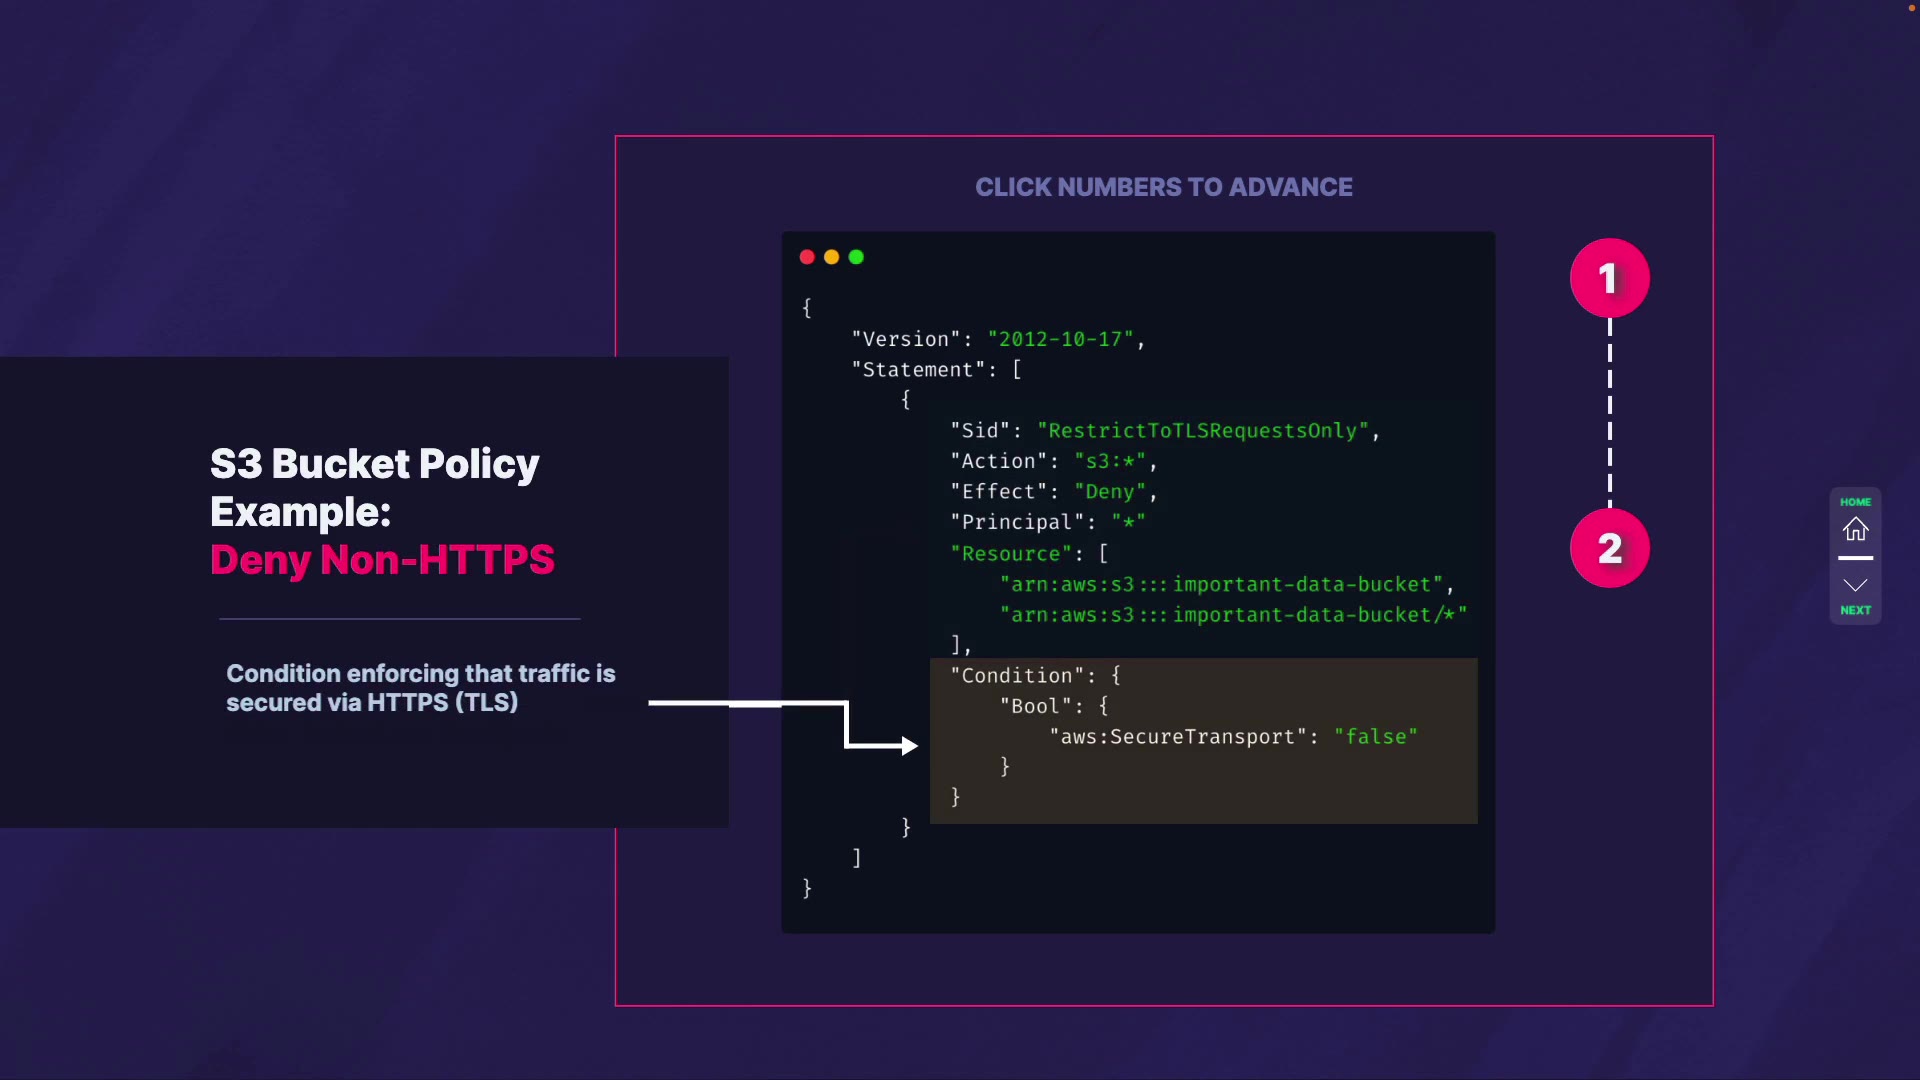 CLICK NUMBERS TO ADVANCE
S3 Bucket Policy
Example:
Deny Non-HTTPS
Condition enforcing that traffic is
secured via HTTPS (TLS)
{
    "Version": "2012-10-17",
    "Statement": [
        {
            "Sid": "RestrictToTLSRequestsOnly",
            "Action": "s3:*",
            "Effect": "Deny",
            "Principal": "*"
            "Resource": [
                "arn:aws:s3:::important-data-bucket",
                "arn:aws:s3:::important-data-bucket/*"
            ],
            "Condition": {
                "Bool": {
                    "aws:SecureTransport": "false"
                }
            }
        }
    ]
}
1
2
HOME
NEXT